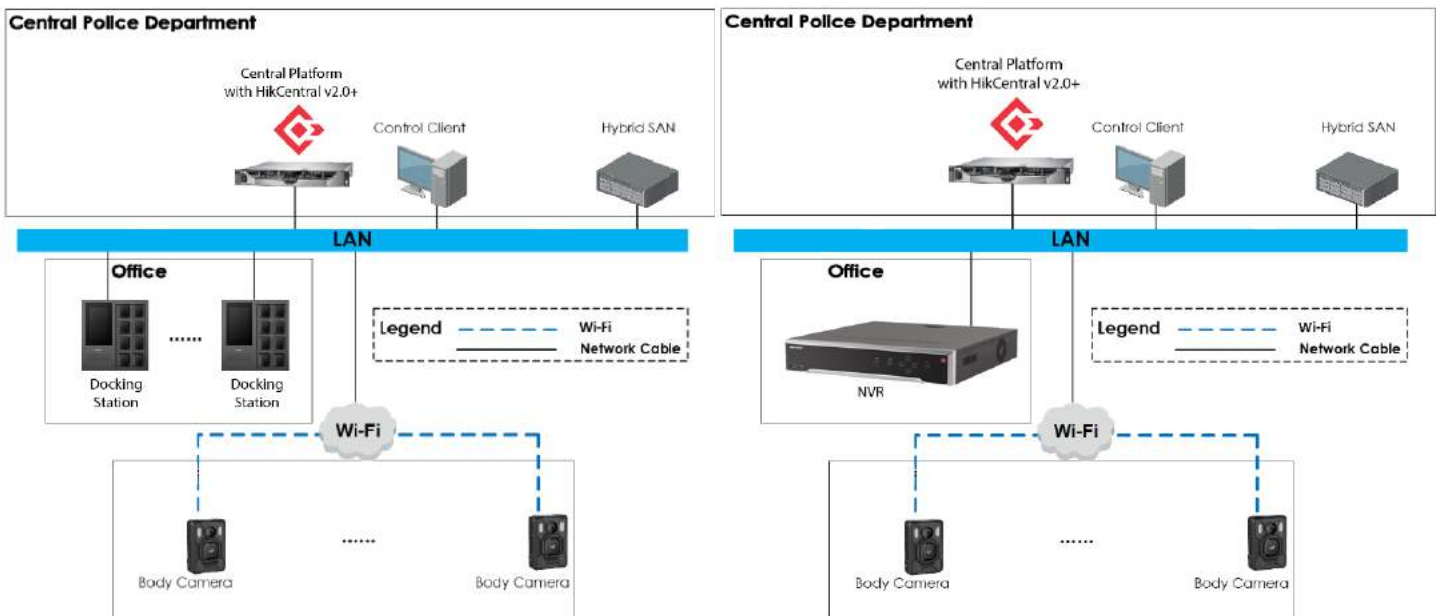 Central Police Department
Central Platform
with HikCentral v2.0+
Control Client
Hybrid SAN
LAN
Office
Docking
Station
......
Docking
Station
Legend
Wi-Fi
Network Cable
Wi-Fi
Body Camera
......
Body Camera
Central Police Department
Central Platform
with HikCentral v2.0+
Control Client
Hybrid SAN
LAN
Office
NVR
Legend
Wi-Fi
Network Cable
Wi-Fi
Body Camera
......
Body Camera